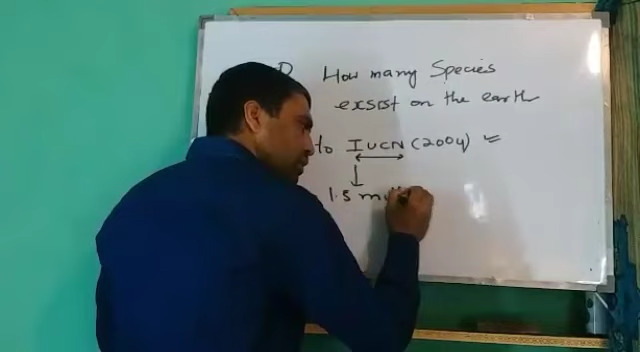 How many Species
exsist on the earth
to IUCN (2004)
1.5 m